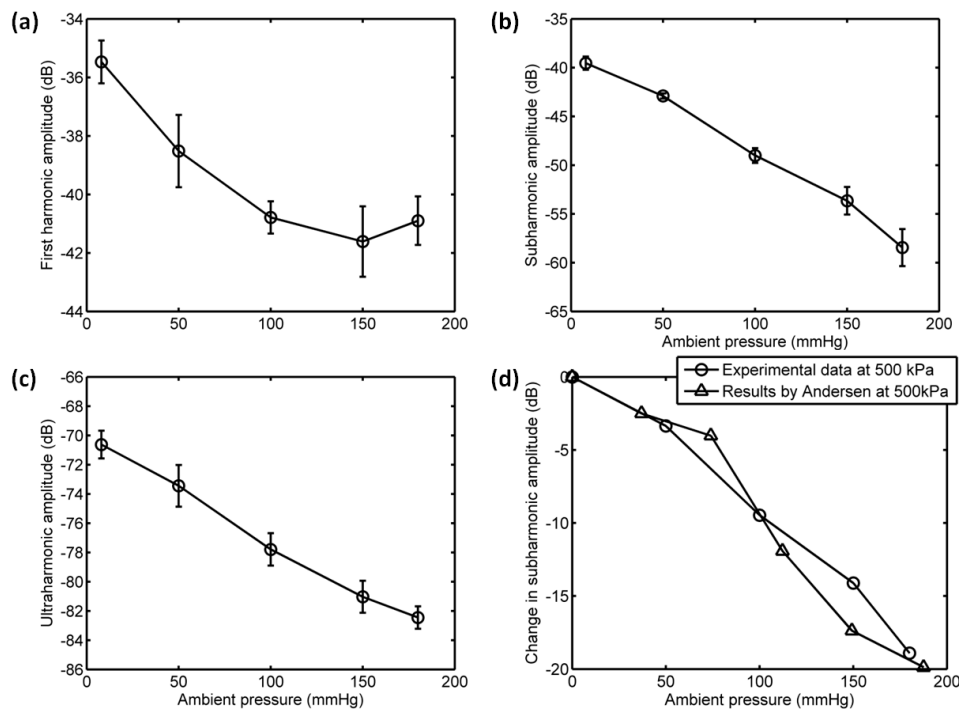 (a)
First harmonic amplitude (dB)
-34
-36
-38
-40
-42
-44
0 50 100 150 200
(b)
Subharmonic amplitude (dB)
-35
-40
-45
-50
-55
-60
-65
0 50 100 150 200
Ambient pressure (mmHg)
(c)
Ultraharmonic amplitude (dB)
-66
-70
-72
-74
-76
-78
-80
-82
-84
-86
0 50 100 150 200
Ambient pressure (mmHg)
(d)
Experimental data at 500 kPa
Results by Andersen at 500kPa
Change in subharmonic amplitude (dB)
0
-5
-10
-15
-20
0 50 100 150 200
Ambient pressure (mmHg)